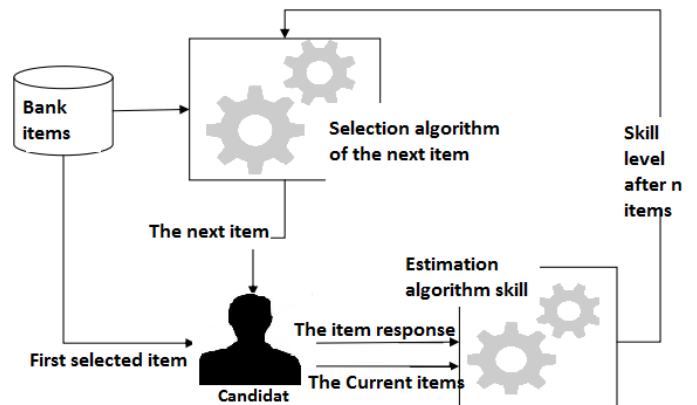 Bank
items
Selection algorithm
of the next item
Skill
level
after n
items
The next item
Estimation
algorithm skill
The item response
First selected item
The Current items
Candidat